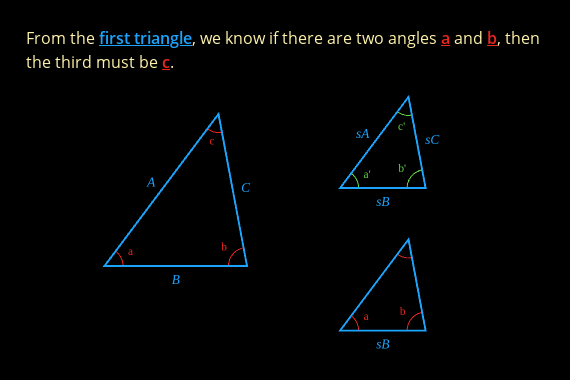 From the first triangle, we know if there are two angles a and b, then
the third must be c.
c
A
C
a
b
B
c'
sA
sC
a'
b'
sB
a
b
sB